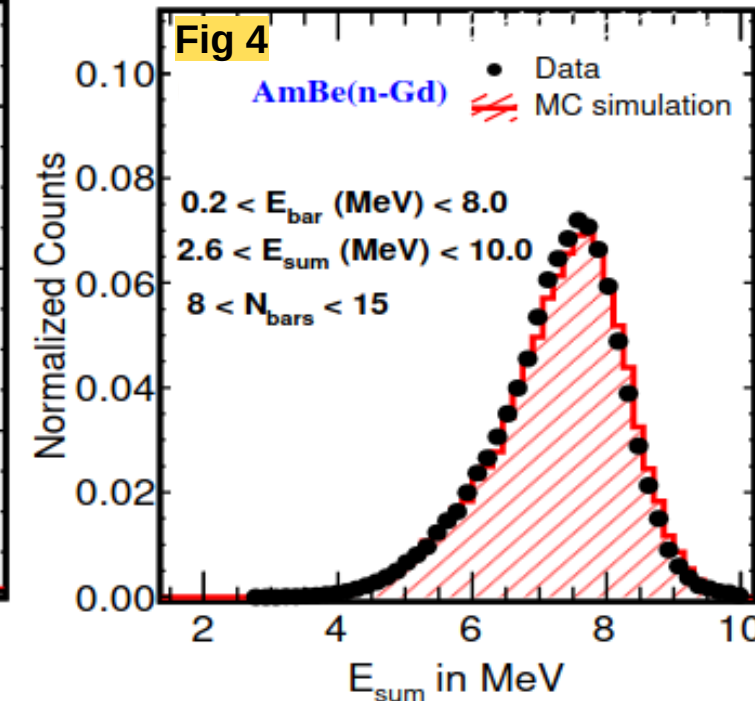 Fig 4
AmBe(n-Gd)
Data
MC simulation
0.2 < E_bar (MeV) < 8.0
2.6 < E_sum (MeV) < 10.0
8 < N_bars < 15
Normalized Counts
0.10
0.08
0.06
0.04
0.02
0.00
2 4 6 8 10
E_sum in MeV